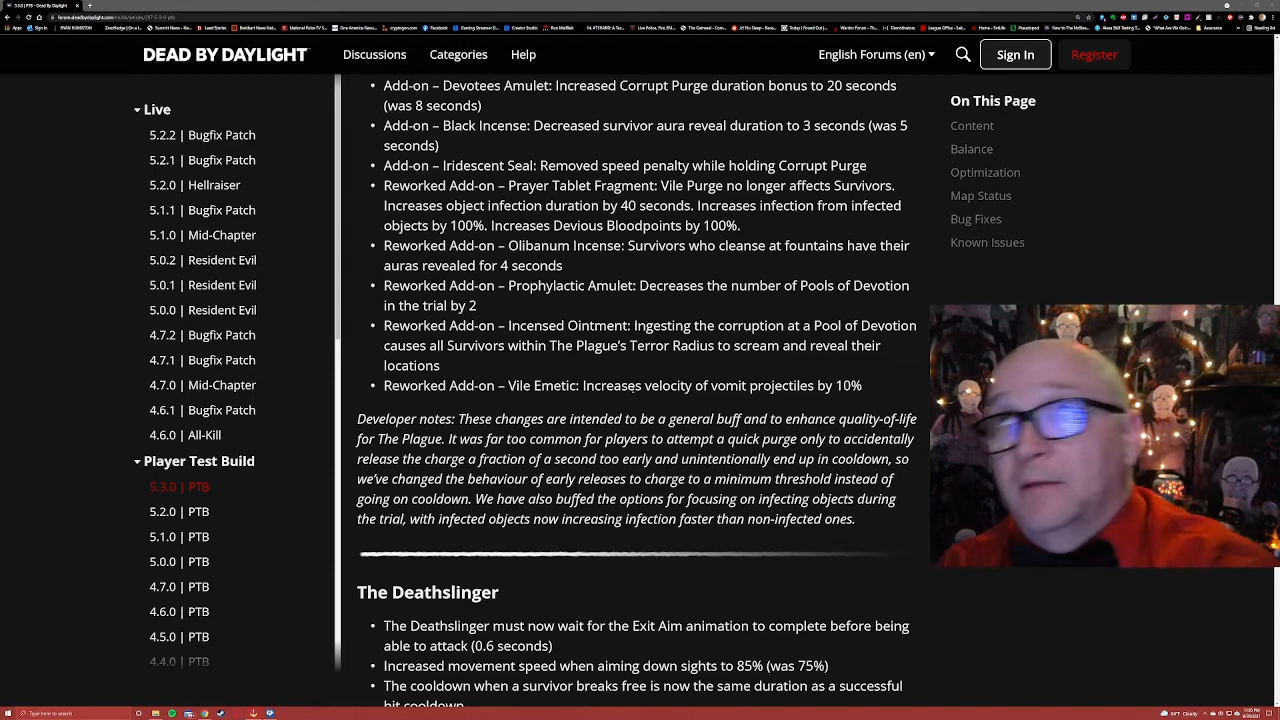 5.3.0 | PTB - Dead By Daylight
forum.deadbydaylight.com
DEAD BY DAYLIGHT
Discussions
Categories
Help
English Forums (en)
Sign In
Register
Live
5.2.2 | Bugfix Patch
5.2.1 | Bugfix Patch
5.2.0 | Hellraiser
5.1.1 | Bugfix Patch
5.1.0 | Mid-Chapter
5.0.2 | Resident Evil
5.0.1 | Resident Evil
5.0.0 | Resident Evil
4.7.2 | Bugfix Patch
4.7.1 | Bugfix Patch
4.7.0 | Mid-Chapter
4.6.1 | Bugfix Patch
4.6.0 | All-Kill
Player Test Build
5.3.0 | PTB
5.2.0 | PTB
5.1.0 | PTB
5.0.0 | PTB
4.7.0 | PTB
4.6.0 | PTB
4.5.0 | PTB
4.4.0 | PTB
Add-on – Devotees Amulet: Increased Corrupt Purge duration bonus to 20 seconds
(was 8 seconds)
Add-on – Black Incense: Decreased survivor aura reveal duration to 3 seconds (was 5
seconds)
Add-on – Iridescent Seal: Removed speed penalty while holding Corrupt Purge
Reworked Add-on – Prayer Tablet Fragment: Vile Purge no longer affects Survivors.
Increases object infection duration by 40 seconds. Increases infection from infected
objects by 100%. Increases Devious Bloodpoints by 100%.
Reworked Add-on – Olibanum Incense: Survivors who cleanse at fountains have their
auras revealed for 4 seconds
Reworked Add-on – Prophylactic Amulet: Decreases the number of Pools of Devotion
in the trial by 2
Reworked Add-on – Incensed Ointment: Ingesting the corruption at a Pool of Devotion
causes all Survivors within The Plague's Terror Radius to scream and reveal their
locations
Reworked Add-on – Vile Emetic: Increases velocity of vomit projectiles by 10%
Developer notes: These changes are intended to be a general buff and to enhance quality-of-life
for The Plague. It was far too common for players to attempt a quick purge only to accidentally
release the charge a fraction of a second too early and unintentionally end up in cooldown, so
we've changed the behaviour of early releases to charge to a minimum threshold instead of
going on cooldown. We have also buffed the options for focusing on infecting objects during
the trial, with infected objects now increasing infection faster than non-infected ones.
The Deathslinger
The Deathslinger must now wait for the Exit Aim animation to complete before being
able to attack (0.6 seconds)
Increased movement speed when aiming down sights to 85% (was 75%)
The cooldown when a survivor breaks free is now the same duration as a successful
hit cooldown
On This Page
Content
Balance
Optimization
Map Status
Bug Fixes
Known Issues
Type here to search